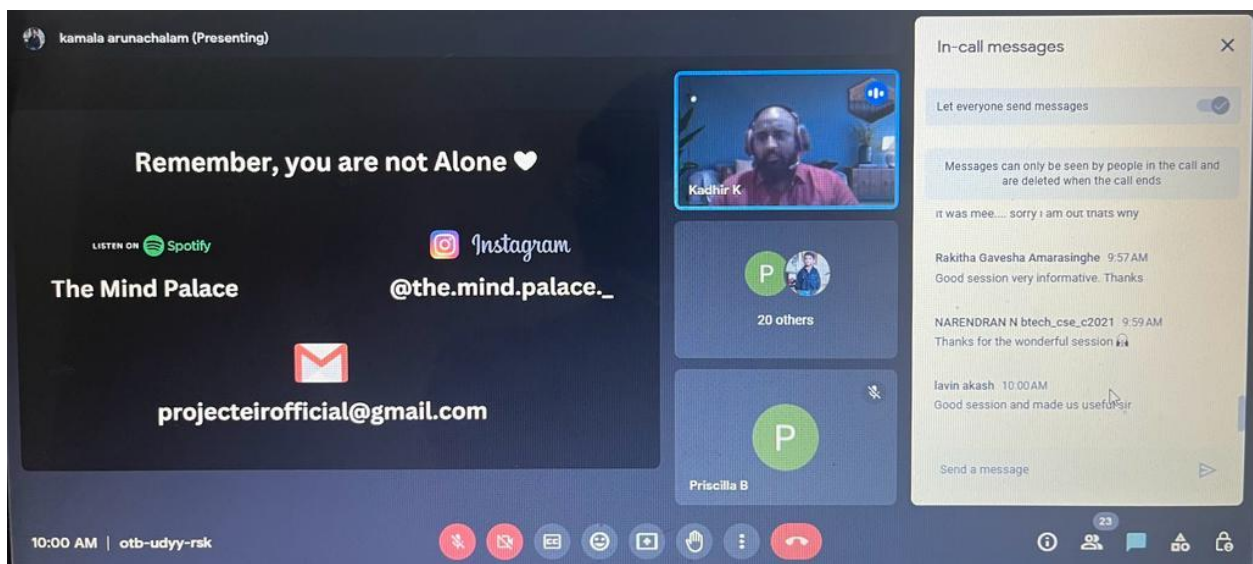 kamala arunachalam (Presenting)
Remember, you are not Alone
LISTEN ON Spotify
The Mind Palace
Instagram
@the.mind.palace._
projecteirofficial@gmail.com
Kadhir K
P
20 others
P
Priscilla B
In-call messages
Let everyone send messages
Messages can only be seen by people in the call and
are deleted when the call ends
it was mee.... sorry i am out thats why
Rakitha Gavesha Amarasinghe 9:57 AM
Good session very informative. Thanks
NARENDRAN N btech_cse_c2021 9:59 AM
Thanks for the wonderful session
lavin akash 10:00 AM
Good session and made us useful sir
Send a message
10:00 AM | otb-udyy-rsk
CC
23